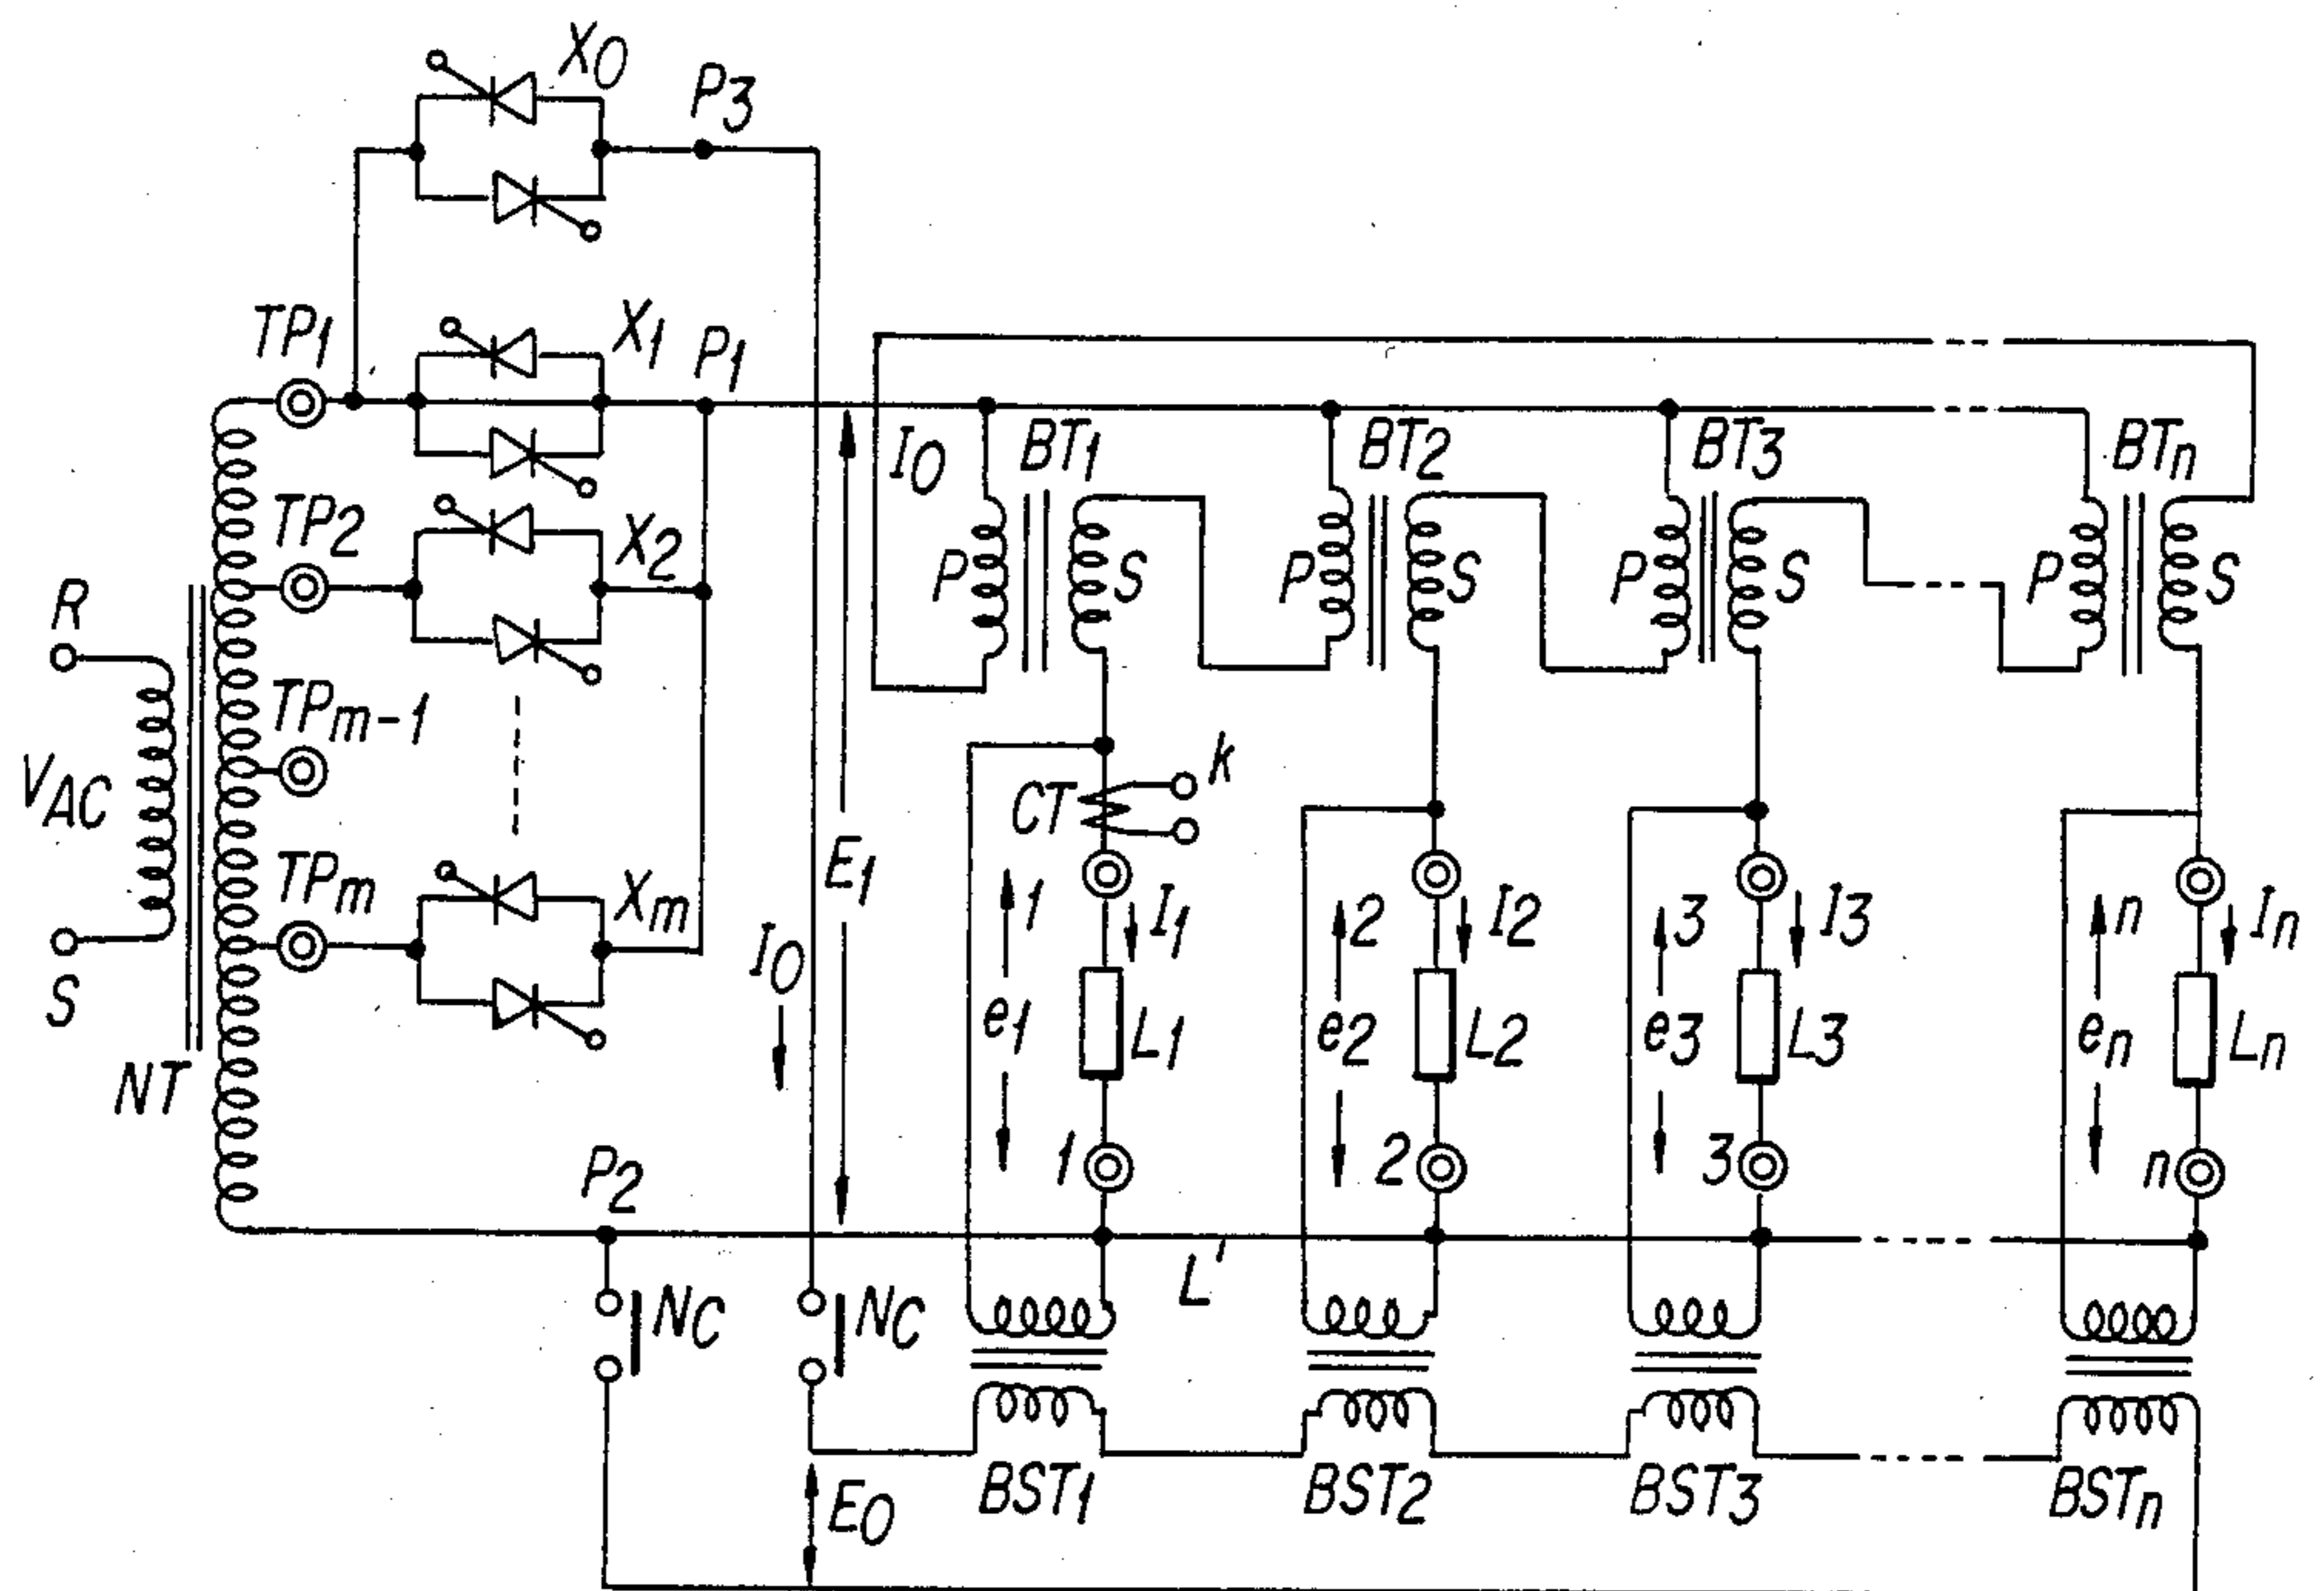 X0
P3
TP1
X1
P1
I0
BT1
BT2
BT3
BTn
TP2
X2
P
S
P
S
P
S
P
S
R
TPm-1
VAC
CT
k
TPm
Xm
E1
I0
1
I1
2
I2
3
I3
n
In
S
e1
L1
e2
L2
e3
L3
en
Ln
NT
P2
1
2
3
n
L'
NC
NC
E0
BST1
BST2
BST3
BSTn